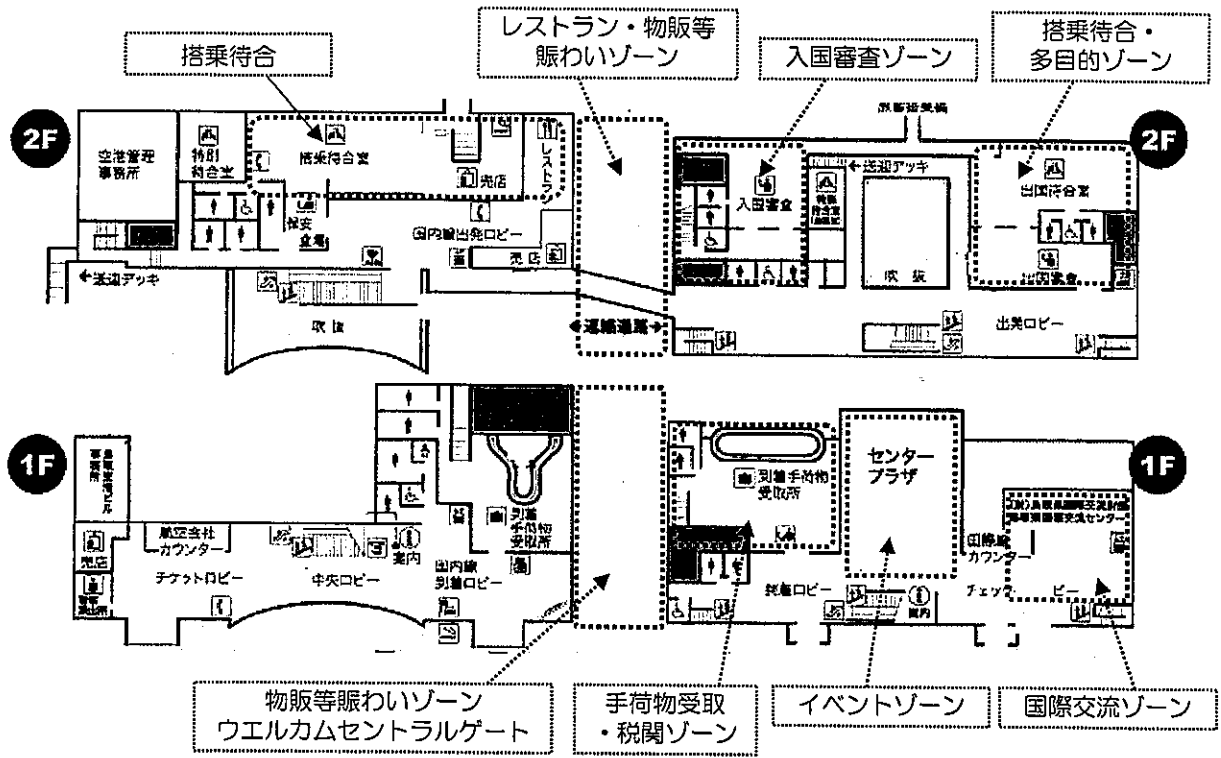 搭乗待合
レストラン・物販等
賑わいゾーン
入国審査ゾーン
搭乗待合・
多目的ゾーン
2F
空港管理
事務所
特別
待合室
搭乗待合室
売店
レストラン
保安
国内線出発ロビー
売店
←送迎デッキ
吹抜
連絡通路
2F
←送迎デッキ
入国審査
出国待合室
吹抜
出国審査
出発ロビー
1F
売店
航空会社
カウンター
チケットロビー
中央ロビー
案内
国内線
到着ロビー
到着
手荷物
受取所
1F
到着手荷物
受取所
センター
プラザ
国際線
カウンター
到着ロビー
案内
物販等賑わいゾーン
ウエルカムセントラルゲート
手荷物受取
・税関ゾーン
イベントゾーン
国際交流ゾーン